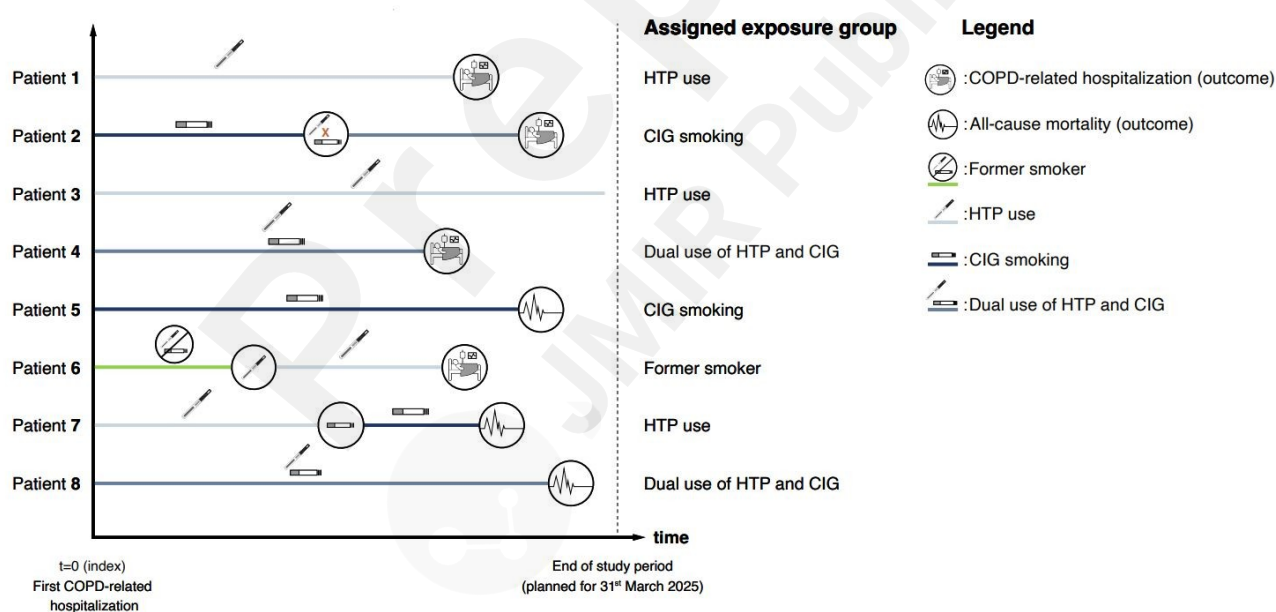 Assigned exposure group
Legend
Patient 1
HTP use
:COPD-related hospitalization (outcome)
Patient 2
X
CIG smoking
:All-cause mortality (outcome)
Patient 3
HTP use
:Former smoker
:HTP use
Patient 4
Dual use of HTP and CIG
:CIG smoking
Patient 5
CIG smoking
:Dual use of HTP and CIG
Patient 6
Former smoker
Patient 7
HTP use
Patient 8
Dual use of HTP and CIG
time
t=0 (index)
First COPD-related
hospitalization
End of study period
(planned for 31st March 2025)
Prep
JMIR Publi